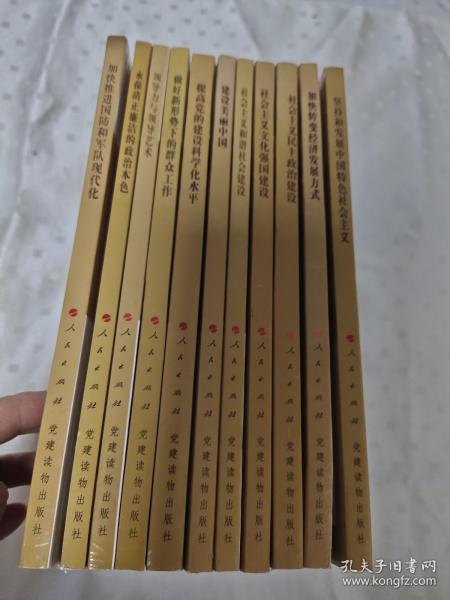 加快推进国防和军队现代化
人民出版社
党建读物出版社
永葆清正廉洁的政治本色
人民出版社
党建读物出版社
领导力与领导艺术
人民出版社
党建读物出版社
做好新形势下的群众工作
人民出版社
党建读物出版社
提高党的建设科学化水平
人民出版社
党建读物出版社
建设美丽中国
人民出版社
党建读物出版社
社会主义和谐社会建设
人民出版社
党建读物出版社
社会主义文化强国建设
人民出版社
党建读物出版社
社会主义民主政治建设
人民出版社
党建读物出版社
加快转变经济发展方式
人民出版社
党建读物出版社
坚持和发展中国特色社会主义
人民出版社
党建读物出版社
孔夫子旧书网